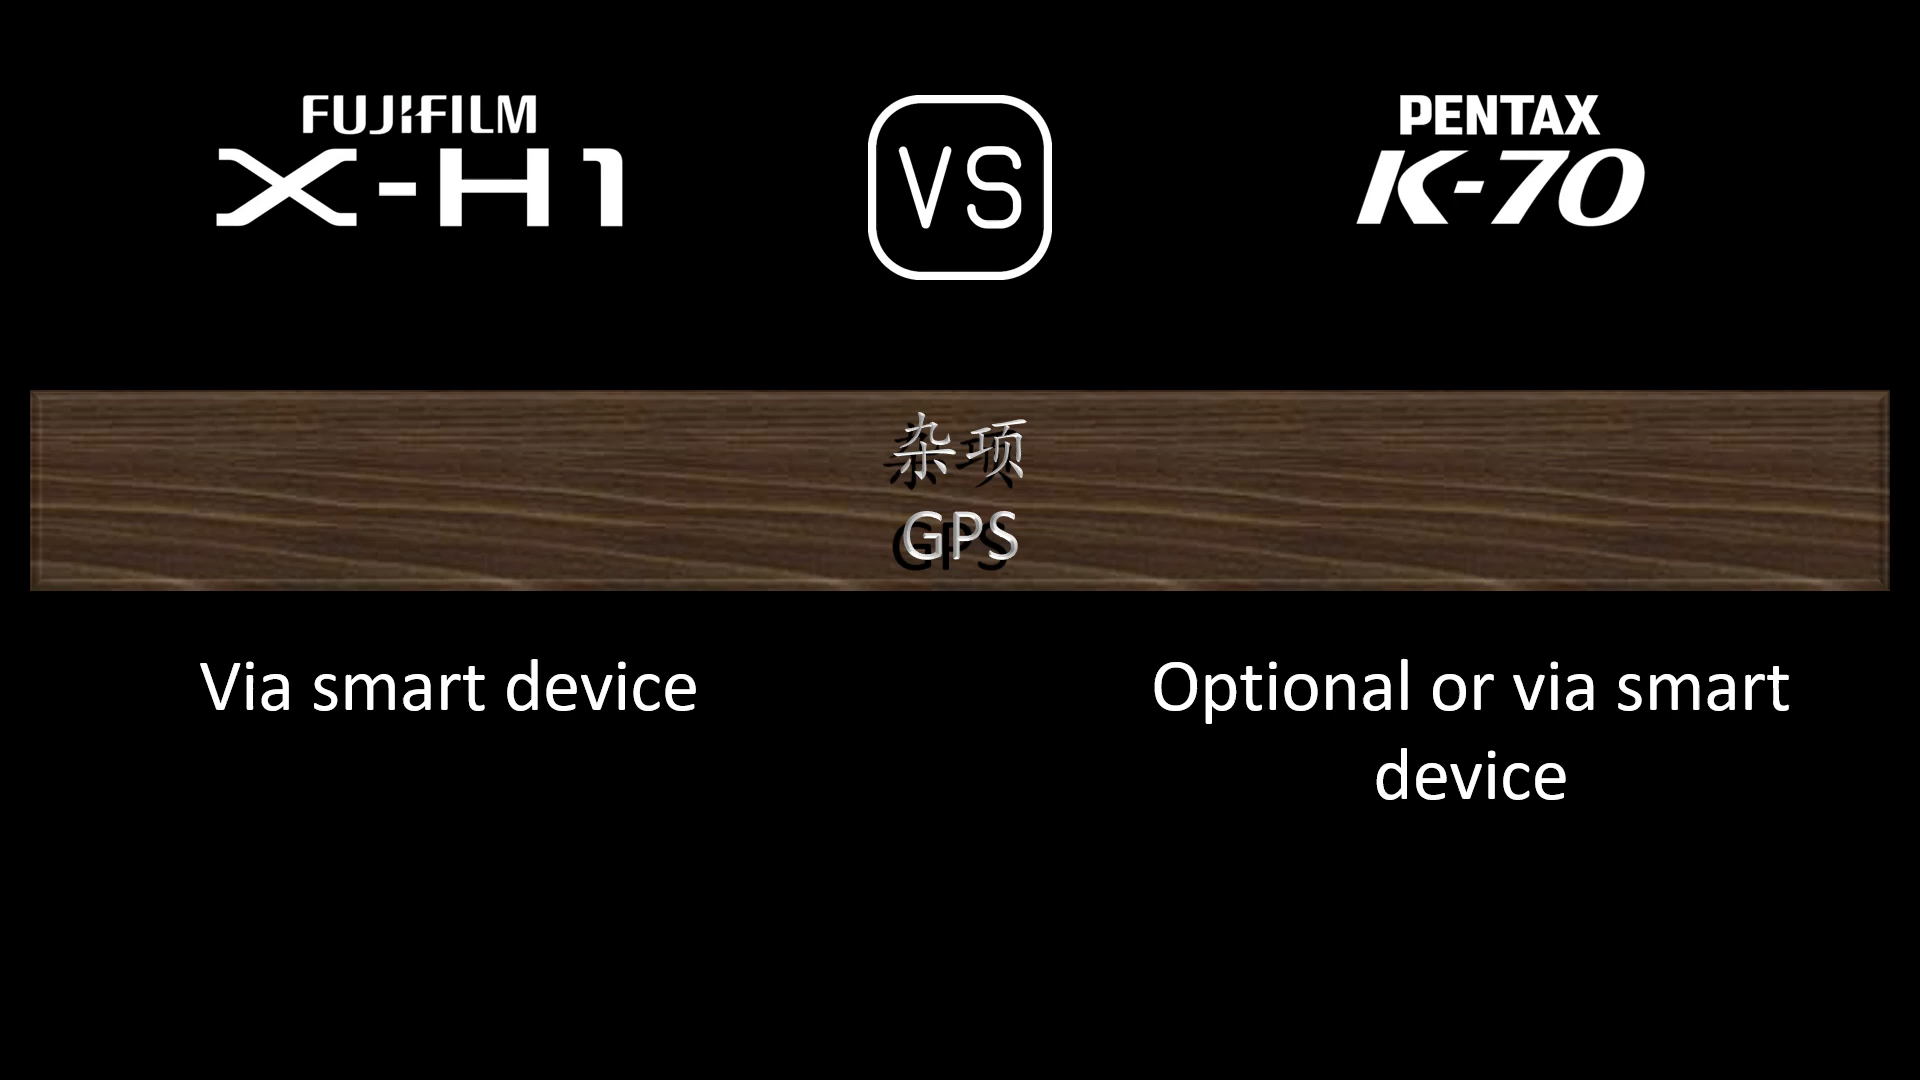 FUJIFILM
X-H1
VS
PENTAX
K-70
杂项
GPS
Via smart device
Optional or via smart
device